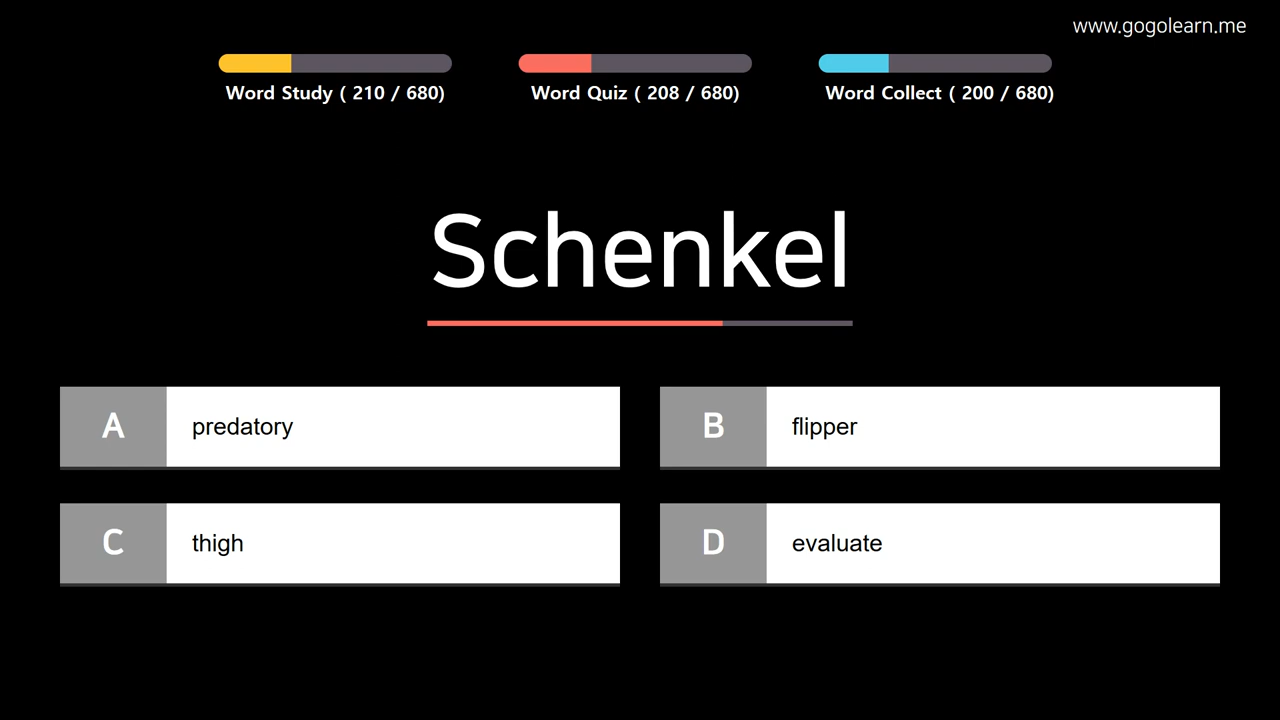 www.gogolearn.me
Word Study ( 210 / 680)
Word Quiz ( 208 / 680)
Word Collect ( 200 / 680)
Schenkel
A predatory
B flipper
C thigh
D evaluate